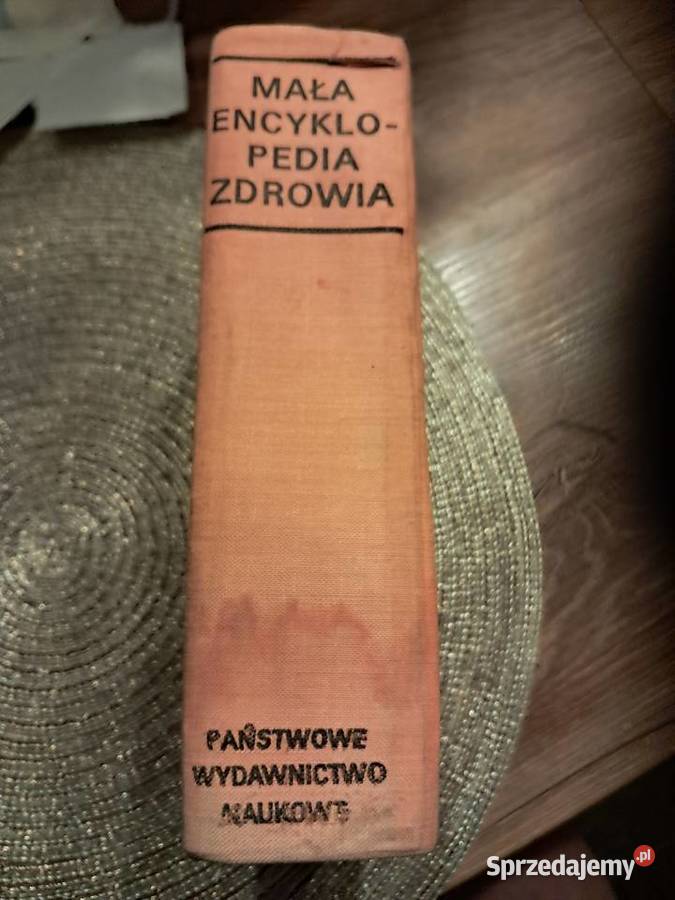 MAŁA
ENCYKLO-
PEDIA
ZDROWIA
PAŃSTWOWE
WYDAWNICTWO
NAUKOWE
Sprzedajemy.pl